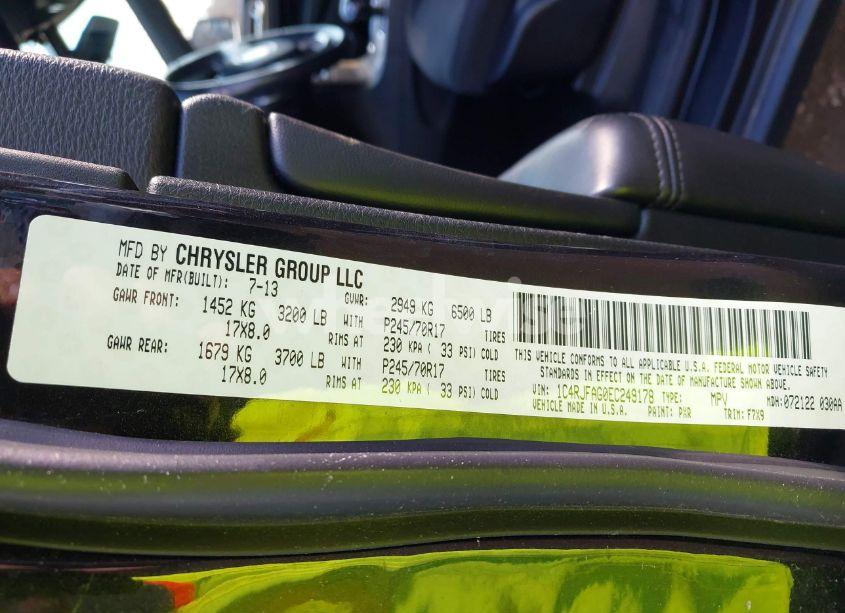 MFD BY CHRYSLER GROUP LLC
DATE OF MFR(BUILT): 7-13
GAWR FRONT: 1452 KG 3200 LB GVWR: 2949 KG 6500 LB
17X8.0 WITH P245/70R17 TIRES
RIMS AT 230 KPA ( 33 PSI) COLD
GAWR REAR: 1679 KG 3700 LB WITH P245/70R17 TIRES
17X8.0 RIMS AT 230 KPA ( 33 PSI) COLD
THIS VEHICLE CONFORMS TO ALL APPLICABLE U.S.A. FEDERAL MOTOR VEHICLE SAFETY
STANDARDS IN EFFECT ON THE DATE OF MANUFACTURE SHOWN ABOVE.
VIN: 1C4RJFAG0EC249178 TYPE: MPV MDH: 072122 030AA
VEHICLE MADE IN U.S.A. PAINT: PXR TRIM: F7X9